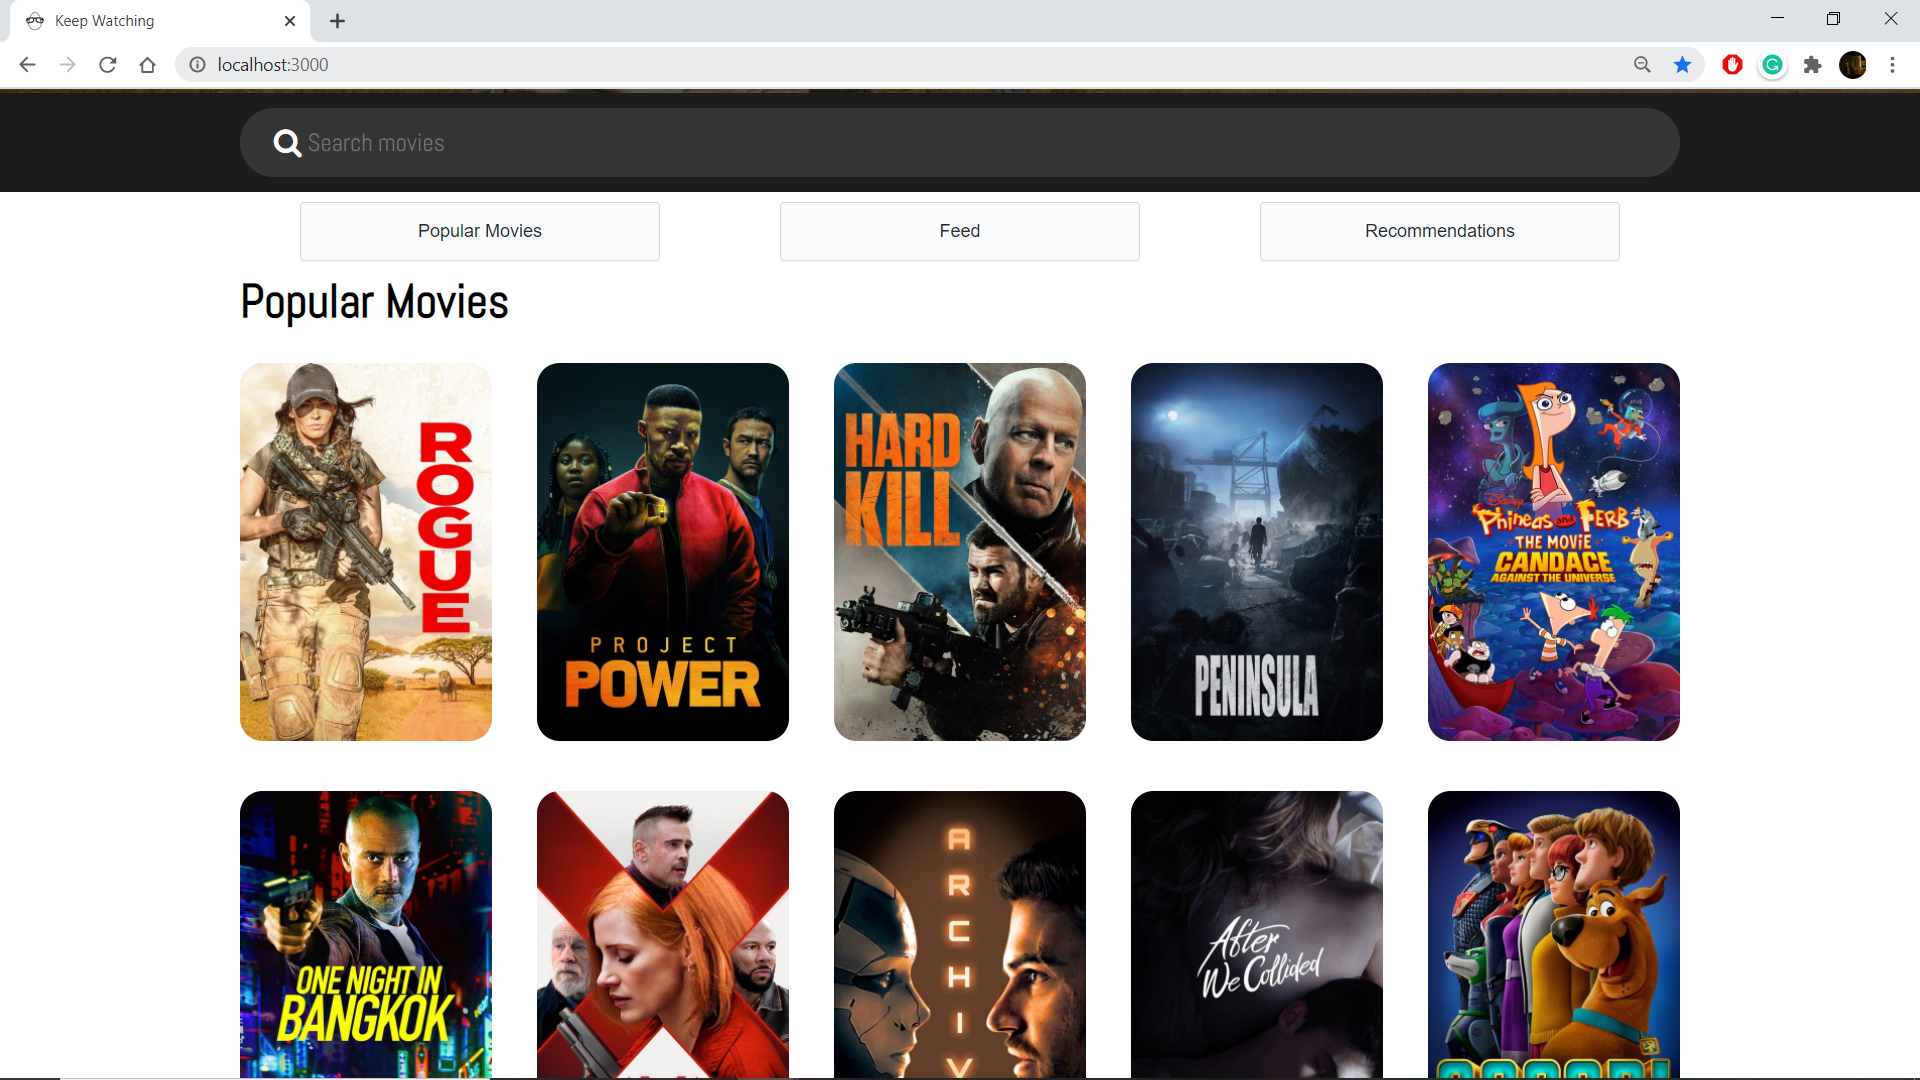 Keep Watching
localhost:3000
Search movies
Popular Movies
Feed
Recommendations
Popular Movies
ROGUE
PROJECT
POWER
HARD
KILL
PENINSULA
Disney
Phineas and Ferb
THE MOVIE
CANDACE
AGAINST THE UNIVERSE
ONE NIGHT IN
BANGKOK
ARCHIV
After
We Collided